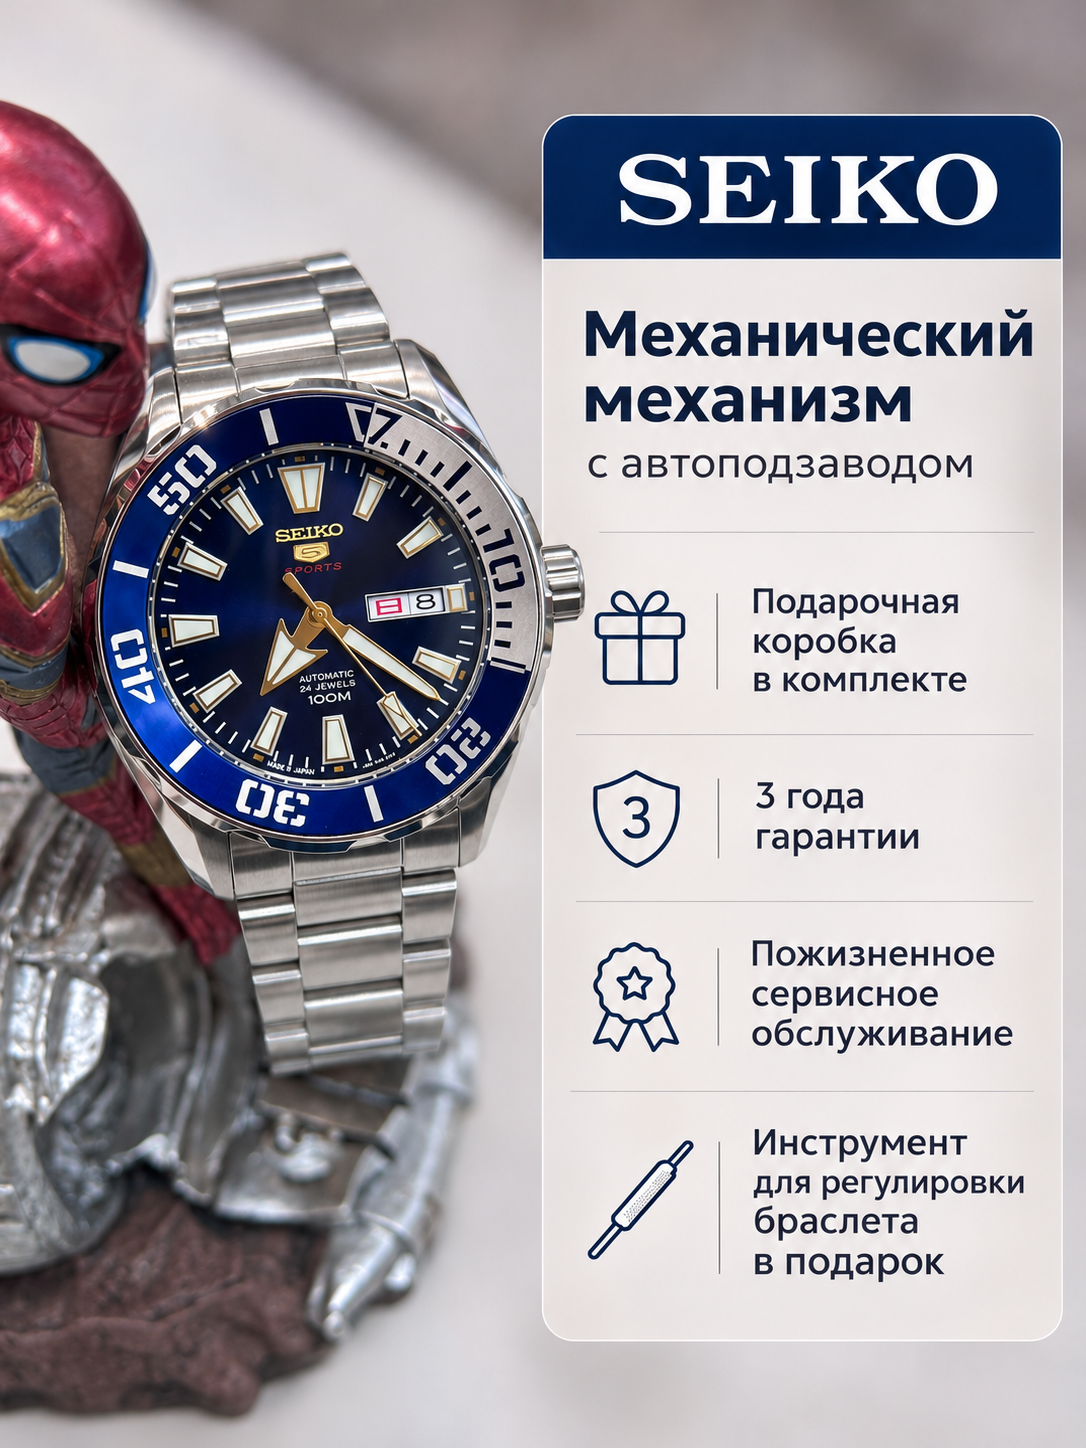 SEIKO
Механический
механизм
с автоподзаводом
Подарочная
коробка
в комплекте
3
3 года
гарантии
Пожизненное
сервисное
обслуживание
Инструмент
для регулировки
браслета
в подарок
50
10
40
20
30
SEIKO
5
SPORTS
日 8
AUTOMATIC
24 JEWELS
100M
MADE IN JAPAN